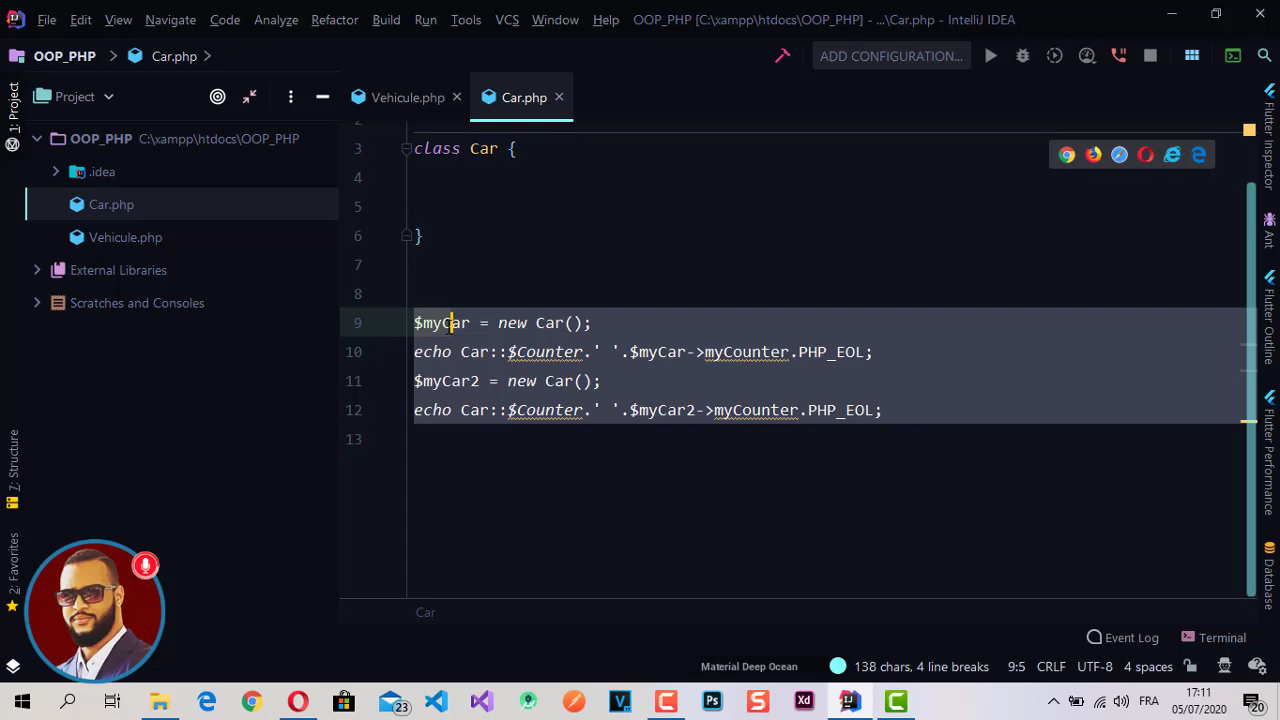 File Edit View Navigate Code Analyze Refactor Build Run Tools VCS Window Help OOP_PHP [C:\xampp\htdocs\OOP_PHP] - ...\Car.php - IntelliJ IDEA
OOP_PHP Car.php ADD CONFIGURATION...
1: Project
Project
Vehicule.php
Car.php
OOP_PHP C:\xampp\htdocs\OOP_PHP
.idea
Car.php
Vehicule.php
External Libraries
Scratches and Consoles
2
3 class Car {
4
5
6 }
7
8
9 $myCar = new Car();
10 echo Car::$Counter.' '.$myCar->myCounter.PHP_EOL;
11 $myCar2 = new Car();
12 echo Car::$Counter.' '.$myCar2->myCounter.PHP_EOL;
13
Car
Flutter Inspector
Ant
Flutter Outline
Flutter Performance
Database
7: Structure
2: Favorites
Event Log Terminal
Material Deep Ocean 138 chars, 4 line breaks 9:5 CRLF UTF-8 4 spaces
23 Ps S Xd FRA 17:11
05/07/2020
20